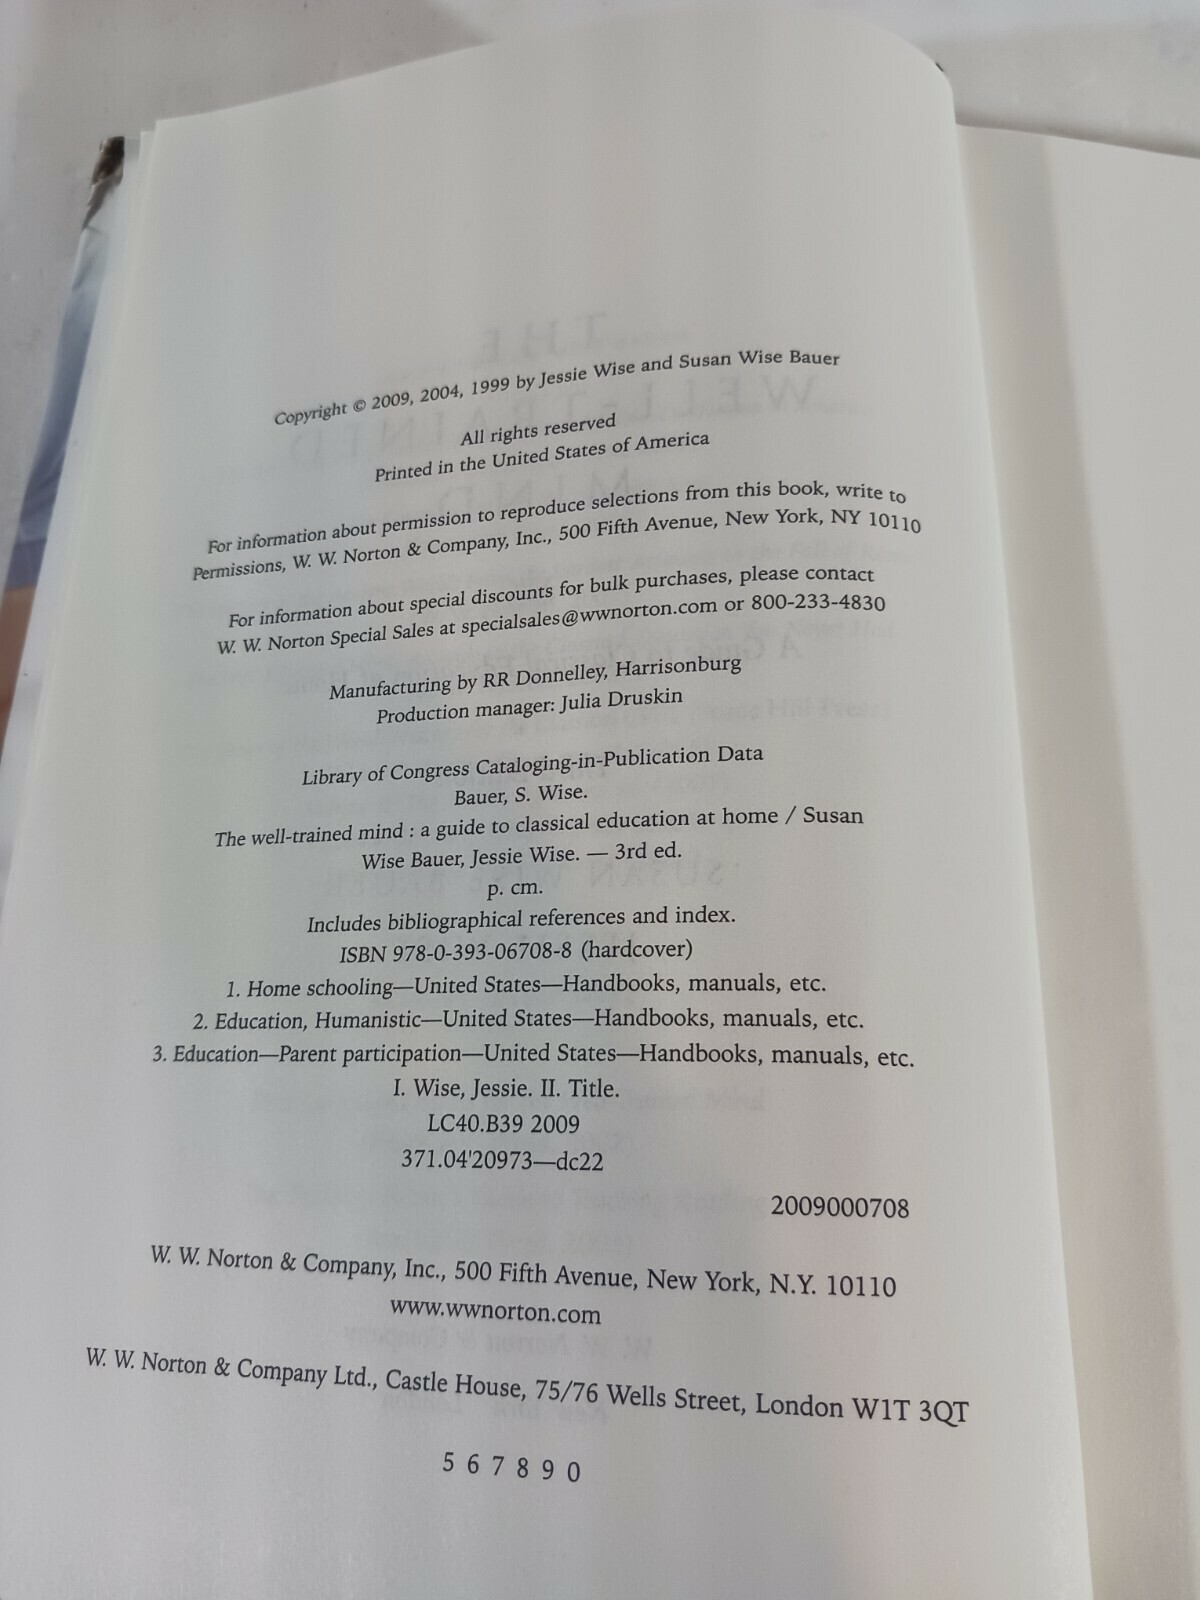 Copyright © 2009, 2004, 1999 by Jessie Wise and Susan Wise Bauer
All rights reserved
Printed in the United States of America
For information about permission to reproduce selections from this book, write to
Permissions, W. W. Norton & Company, Inc., 500 Fifth Avenue, New York, NY 10110
For information about special discounts for bulk purchases, please contact
W. W. Norton Special Sales at specialsales@wwnorton.com or 800-233-4830
Manufacturing by RR Donnelley, Harrisonburg
Production manager: Julia Druskin
Library of Congress Cataloging-in-Publication Data
Bauer, S. Wise.
The well-trained mind : a guide to classical education at home / Susan
Wise Bauer, Jessie Wise. — 3rd ed.
p. cm.
Includes bibliographical references and index.
ISBN 978-0-393-06708-8 (hardcover)
1. Home schooling—United States—Handbooks, manuals, etc.
2. Education, Humanistic—United States—Handbooks, manuals, etc.
3. Education—Parent participation—United States—Handbooks, manuals, etc.
I. Wise, Jessie. II. Title.
LC40.B39 2009
371.04'20973—dc22
2009000708
W. W. Norton & Company, Inc., 500 Fifth Avenue, New York, N.Y. 10110
www.wwnorton.com
W. W. Norton & Company Ltd., Castle House, 75/76 Wells Street, London W1T 3QT
5 6 7 8 9 0